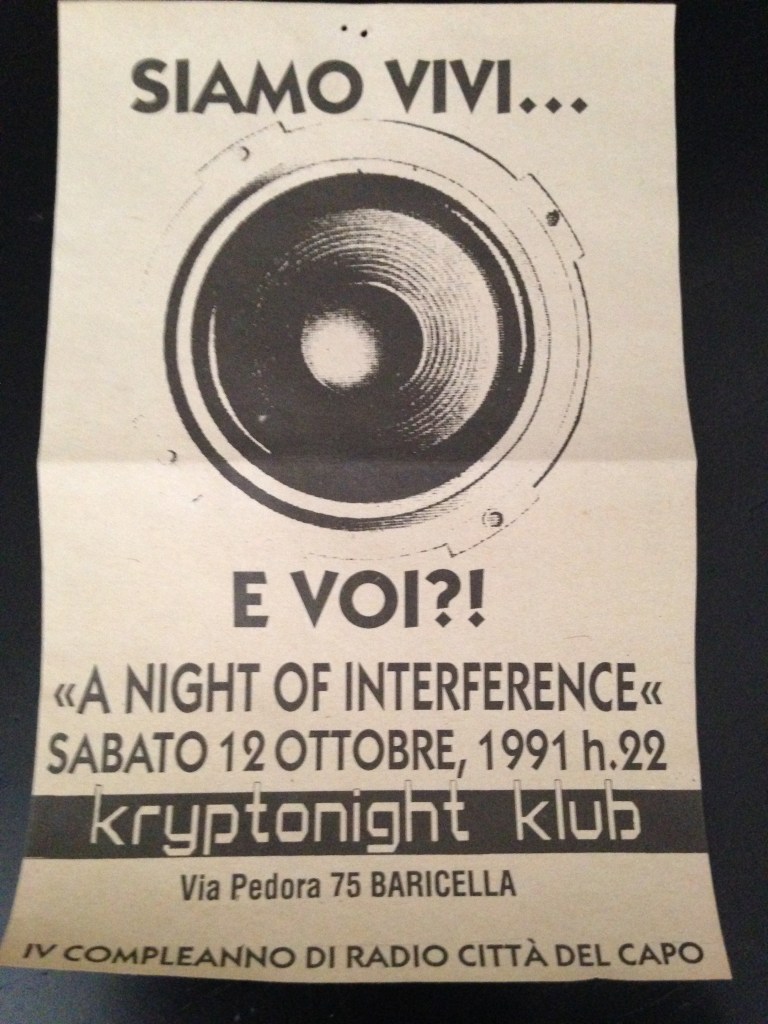 SIAMO VIVI...
E VOI?!
«A NIGHT OF INTERFERENCE«
SABATO 12 OTTOBRE, 1991 h.22
kryptonight klub
Via Pedora 75 BARICELLA
IV COMPLEANNO DI RADIO CITTÀ DEL CAPO